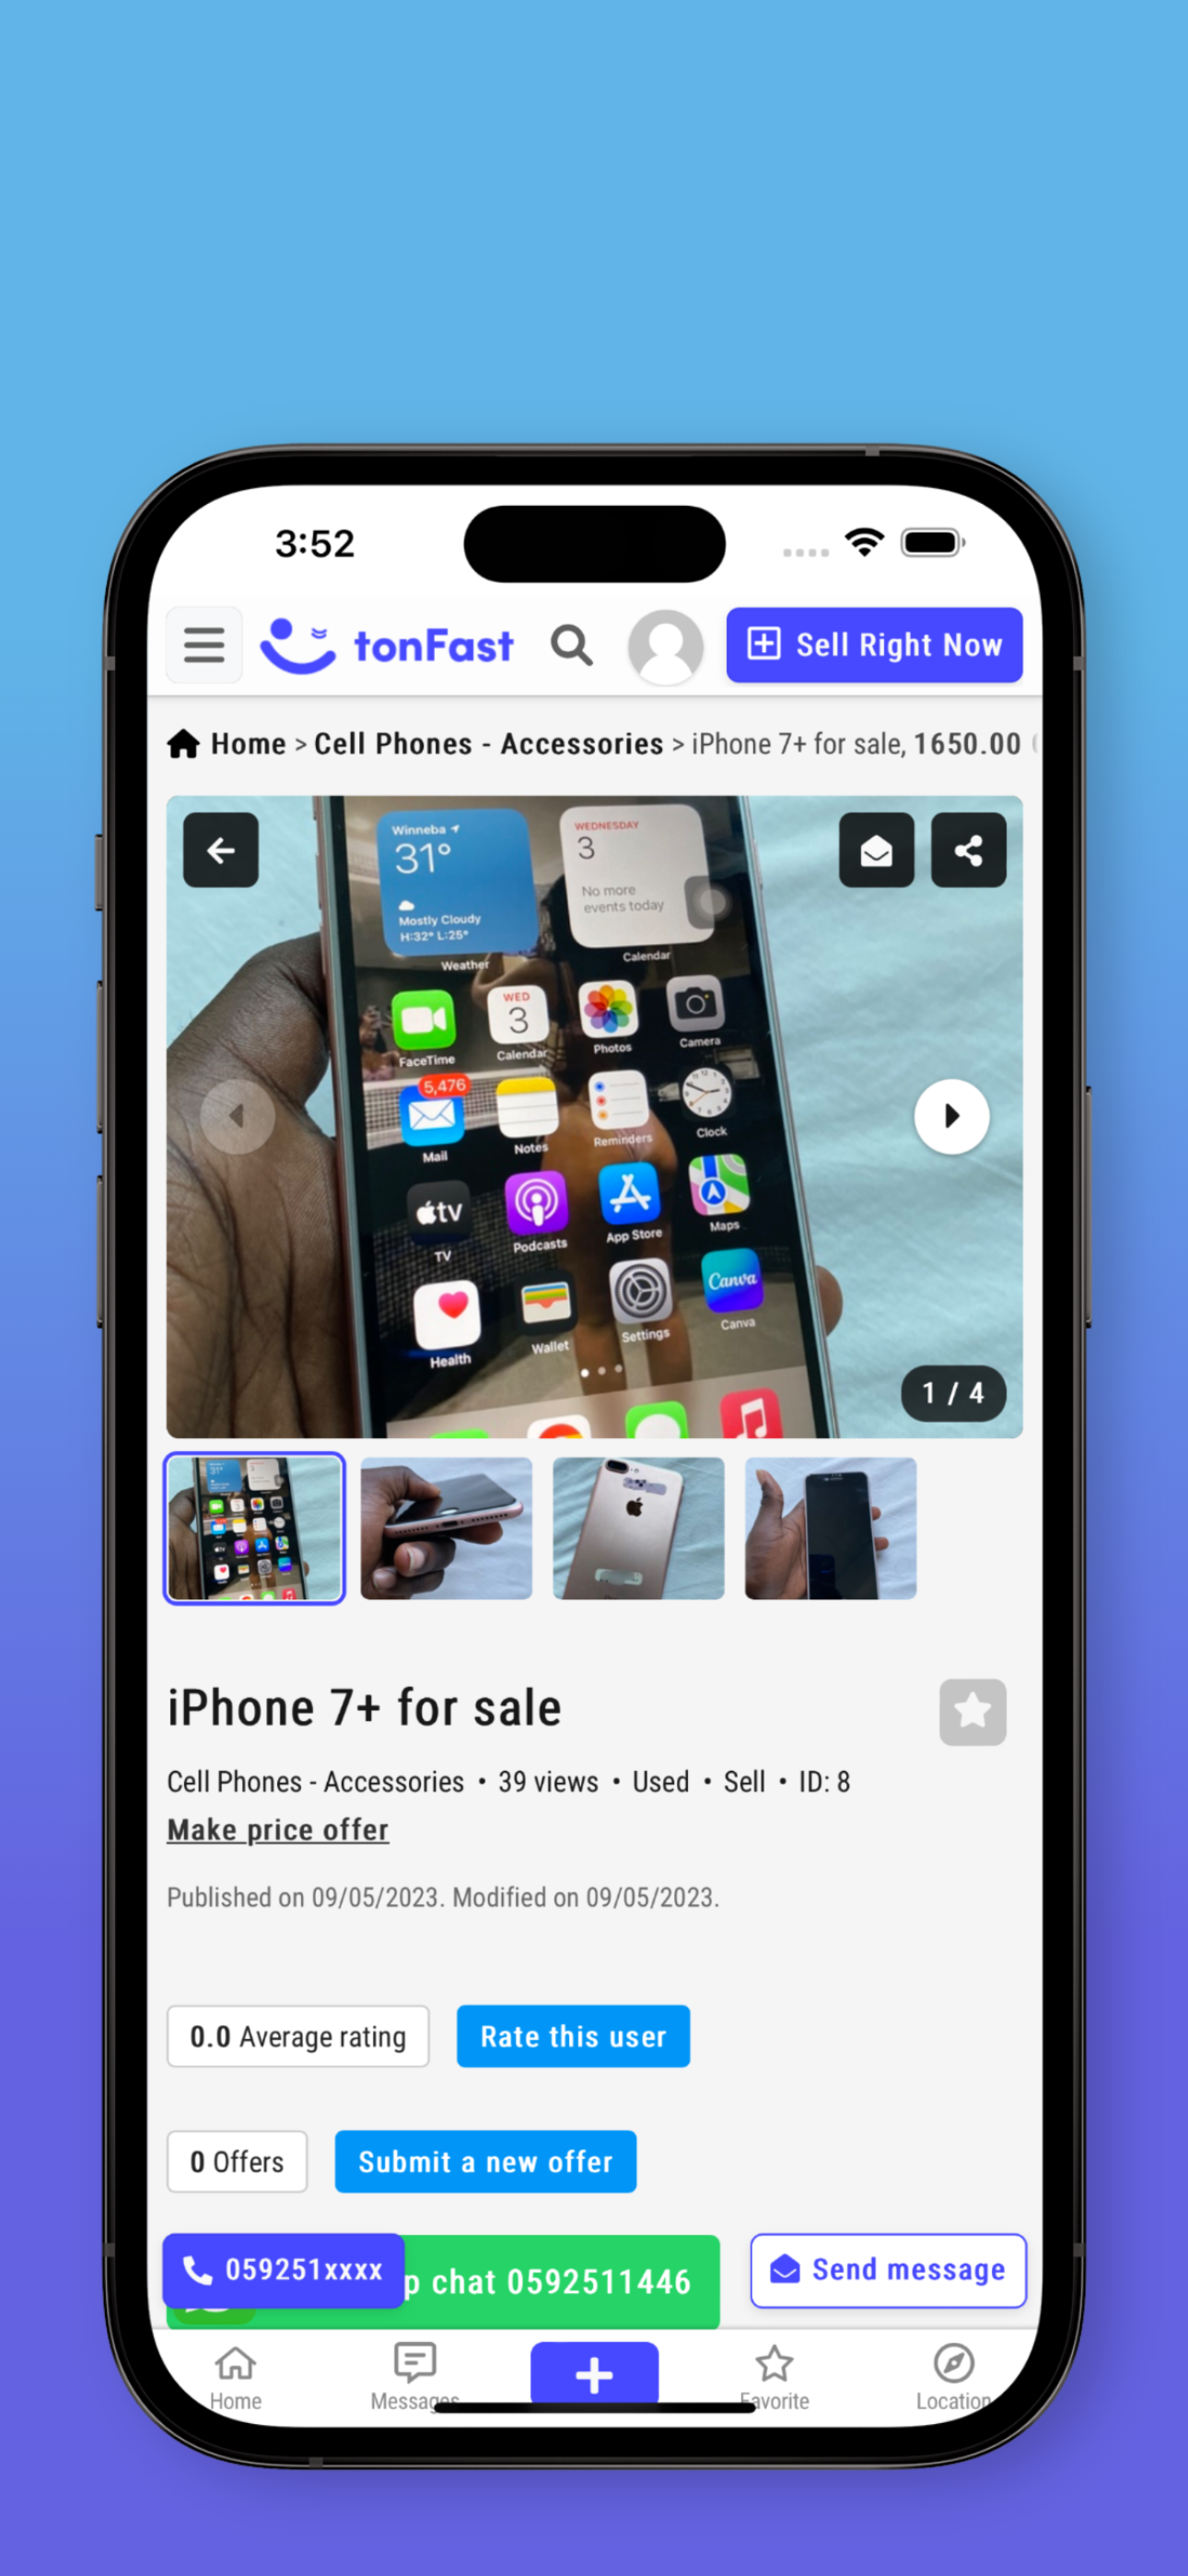 3:52
tonFast
Sell Right Now
Home > Cell Phones - Accessories > iPhone 7+ for sale, 1650.00
Winneba
31°
Mostly Cloudy
H:32° L:25°
Weather
WEDNESDAY
3
No more
events today
Calendar
FaceTime
WED
3
Calendar
Photos
Camera
5,476
Mail
Notes
Reminders
Clock
tv
TV
Podcasts
App Store
Maps
Health
Wallet
Settings
Canva
Canva
1 / 4
iPhone 7+ for sale
Cell Phones - Accessories • 39 views • Used • Sell • ID: 8
Make price offer
Published on 09/05/2023. Modified on 09/05/2023.
0.0 Average rating
Rate this user
0 Offers
Submit a new offer
059251xxxx
p chat 0592511446
Send message
Home
Messages
Favorite
Location